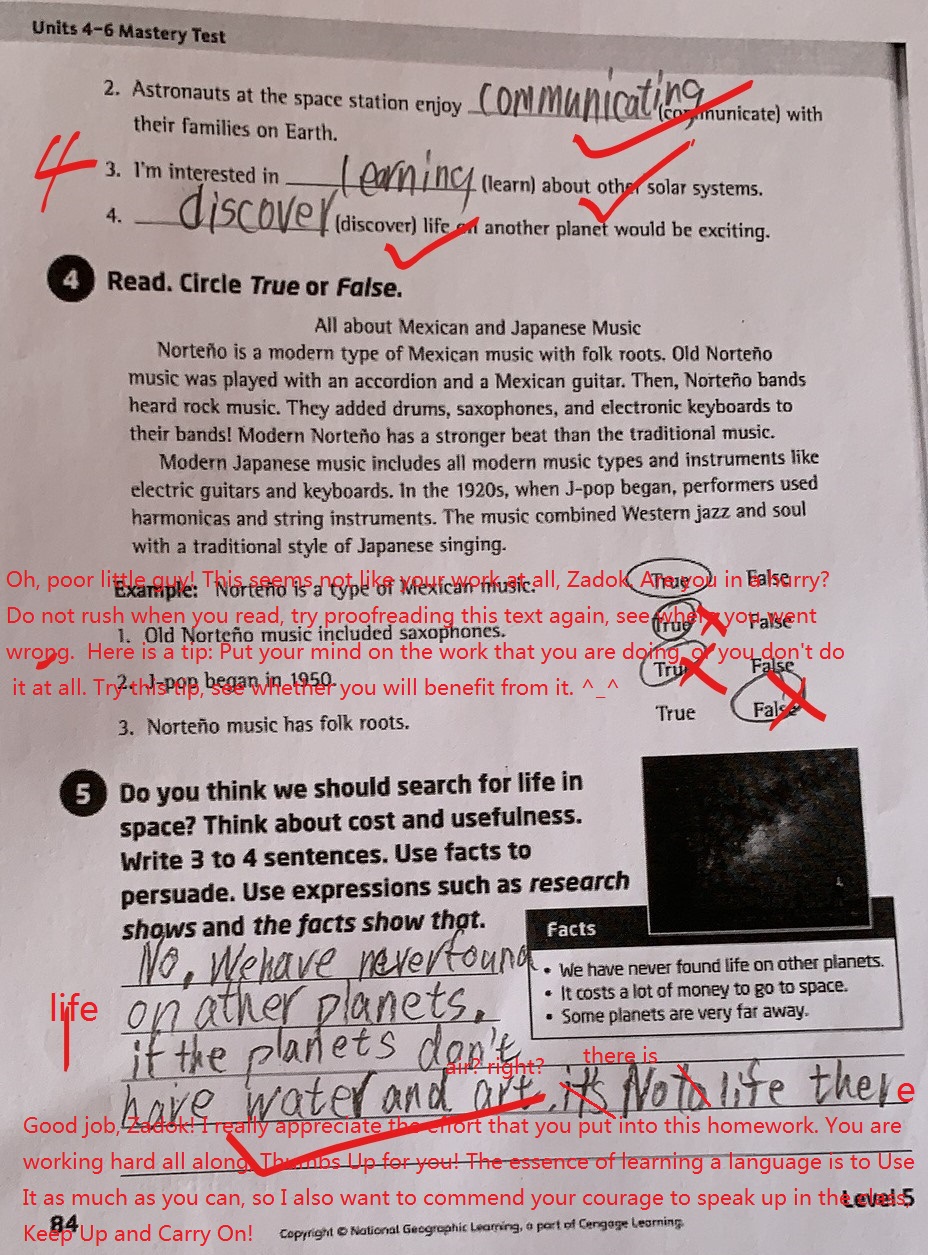 Units 4–6 Mastery Test
2. Astronauts at the space station enjoy communicating (communicate) with
their families on Earth.
4
3. I'm interested in learning (learn) about other solar systems.
4. discover (discover) life on another planet would be exciting.
4 Read. Circle True or False.
All about Mexican and Japanese Music
Norteño is a modern type of Mexican music with folk roots. Old Norteño
music was played with an accordion and a Mexican guitar. Then, Norteño bands
heard rock music. They added drums, saxophones, and electronic keyboards to
their bands! Modern Norteño has a stronger beat than the traditional music.
Modern Japanese music includes all modern music types and instruments like
electric guitars and keyboards. In the 1920s, when J-pop began, performers used
harmonicas and string instruments. The music combined Western jazz and soul
with a traditional style of Japanese singing.
Oh, poor little guy! This seems not like your work at all, Zadok. Are you in a hurry?
Example: Norteño is a type of Mexican music. True False
Do not rush when you read, try proofreading this text again, see where you went
1. Old Norteño music included saxophones. True False
wrong. Here is a tip: Put your mind on the work that you are doing, or you don't do
2. J-pop began in 1950. True False
it at all. Try this tip, see whether you will benefit from it. ^_^
3. Norteño music has folk roots. True False
5 Do you think we should search for life in
space? Think about cost and usefulness.
Write 3 to 4 sentences. Use facts to
persuade. Use expressions such as research
shows and the facts show that.
Facts
• We have never found life on other planets.
• It costs a lot of money to go to space.
• Some planets are very far away.
No, We have never found
life
on other planets.
if the planets don't
air? right? there is
have water and art. it's No to life there
Good job, Zadok! I really appreciate the effort that you put into this homework. You are
working hard all along. Thumbs Up for you! The essence of learning a language is to Use
It as much as you can, so I also want to commend your courage to speak up in the class,
Level 5
Keep Up and Carry On!
84 Copyright © National Geographic Learning, a part of Cengage Learning.